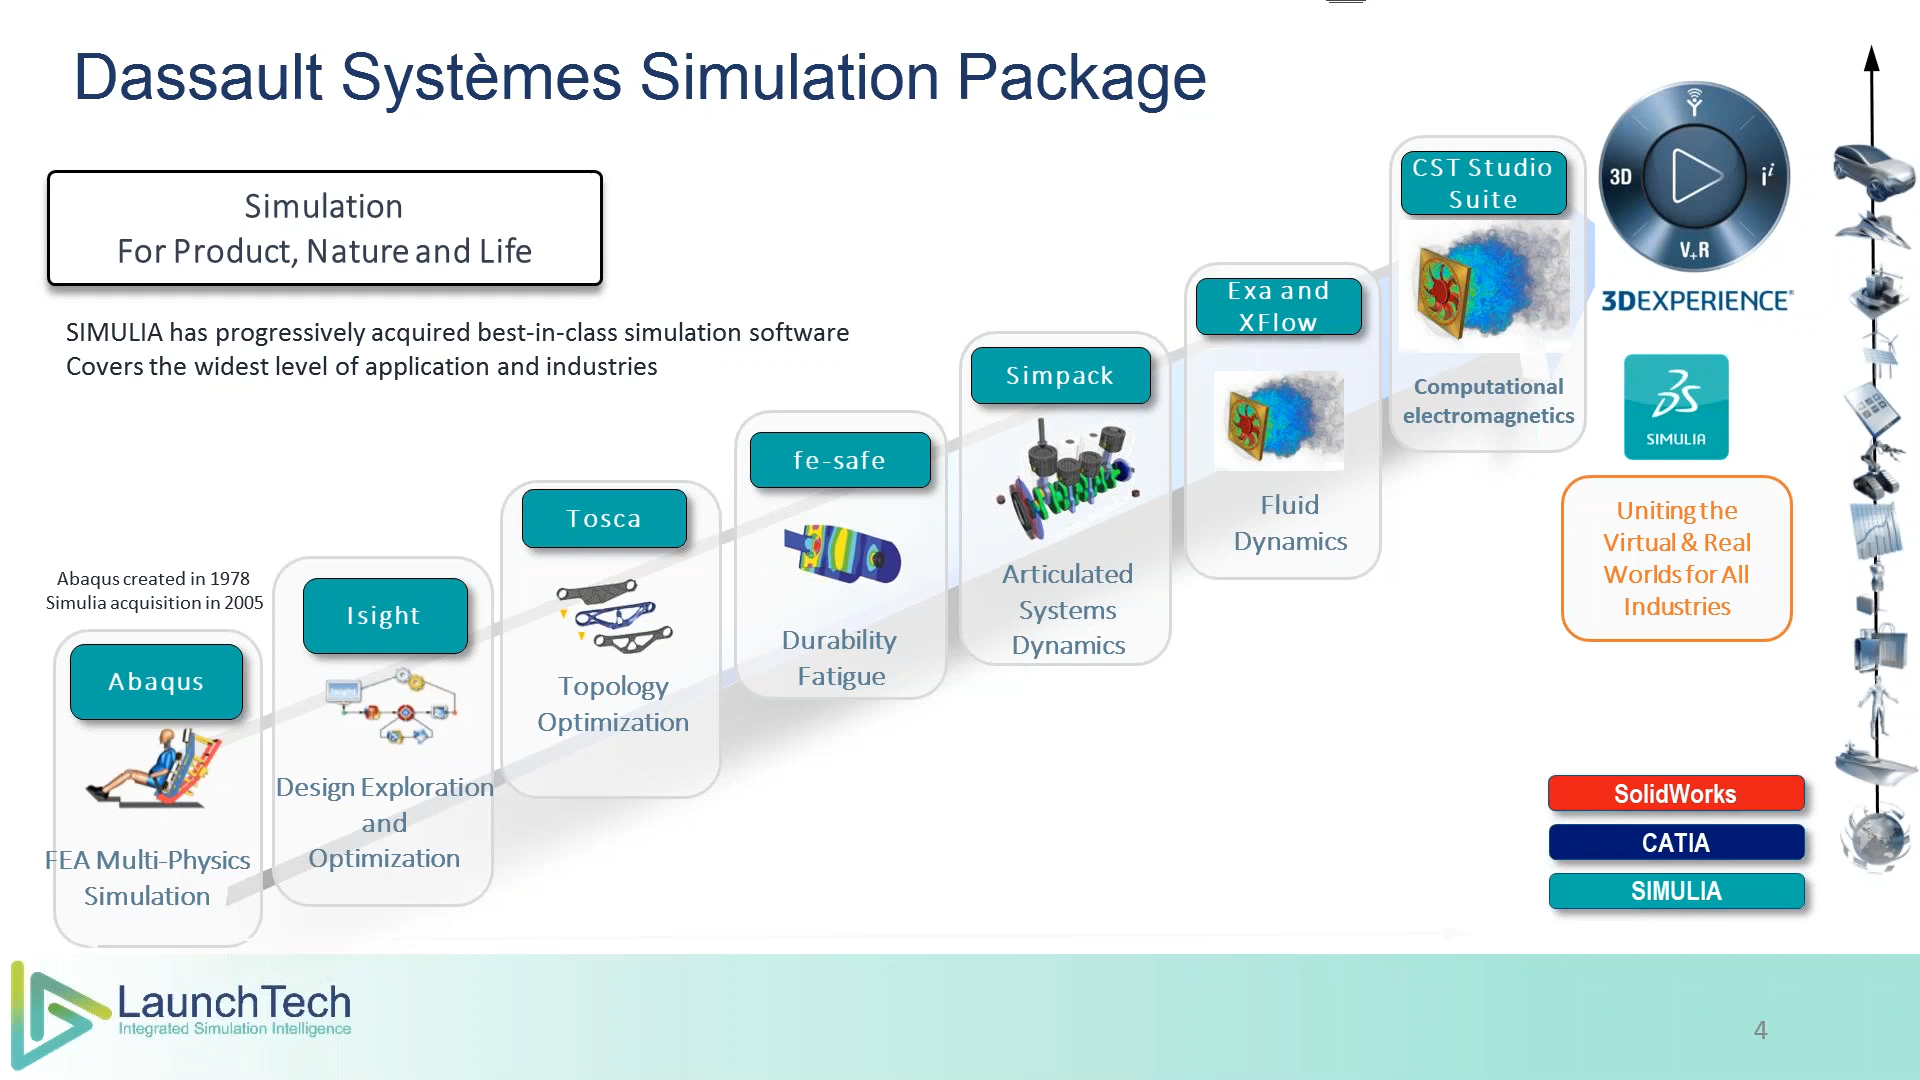 Dassault Systèmes Simulation Package
Simulation
For Product, Nature and Life
SIMULIA has progressively acquired best-in-class simulation software
Covers the widest level of application and industries
Abaqus created in 1978
Simulia acquisition in 2005
Abaqus
FEA Multi-Physics
Simulation
Isight
Design Exploration
and
Optimization
Tosca
Topology
Optimization
fe-safe
Durability
Fatigue
Simpack
Articulated
Systems
Dynamics
Exa and
XFlow
Fluid
Dynamics
CST Studio
Suite
Computational
electromagnetics
3D
i i
V+R
3DEXPERIENCE®
3DS
SIMULIA
Uniting the
Virtual & Real
Worlds for All
Industries
SolidWorks
CATIA
SIMULIA
LaunchTech
Integrated Simulation Intelligence
4